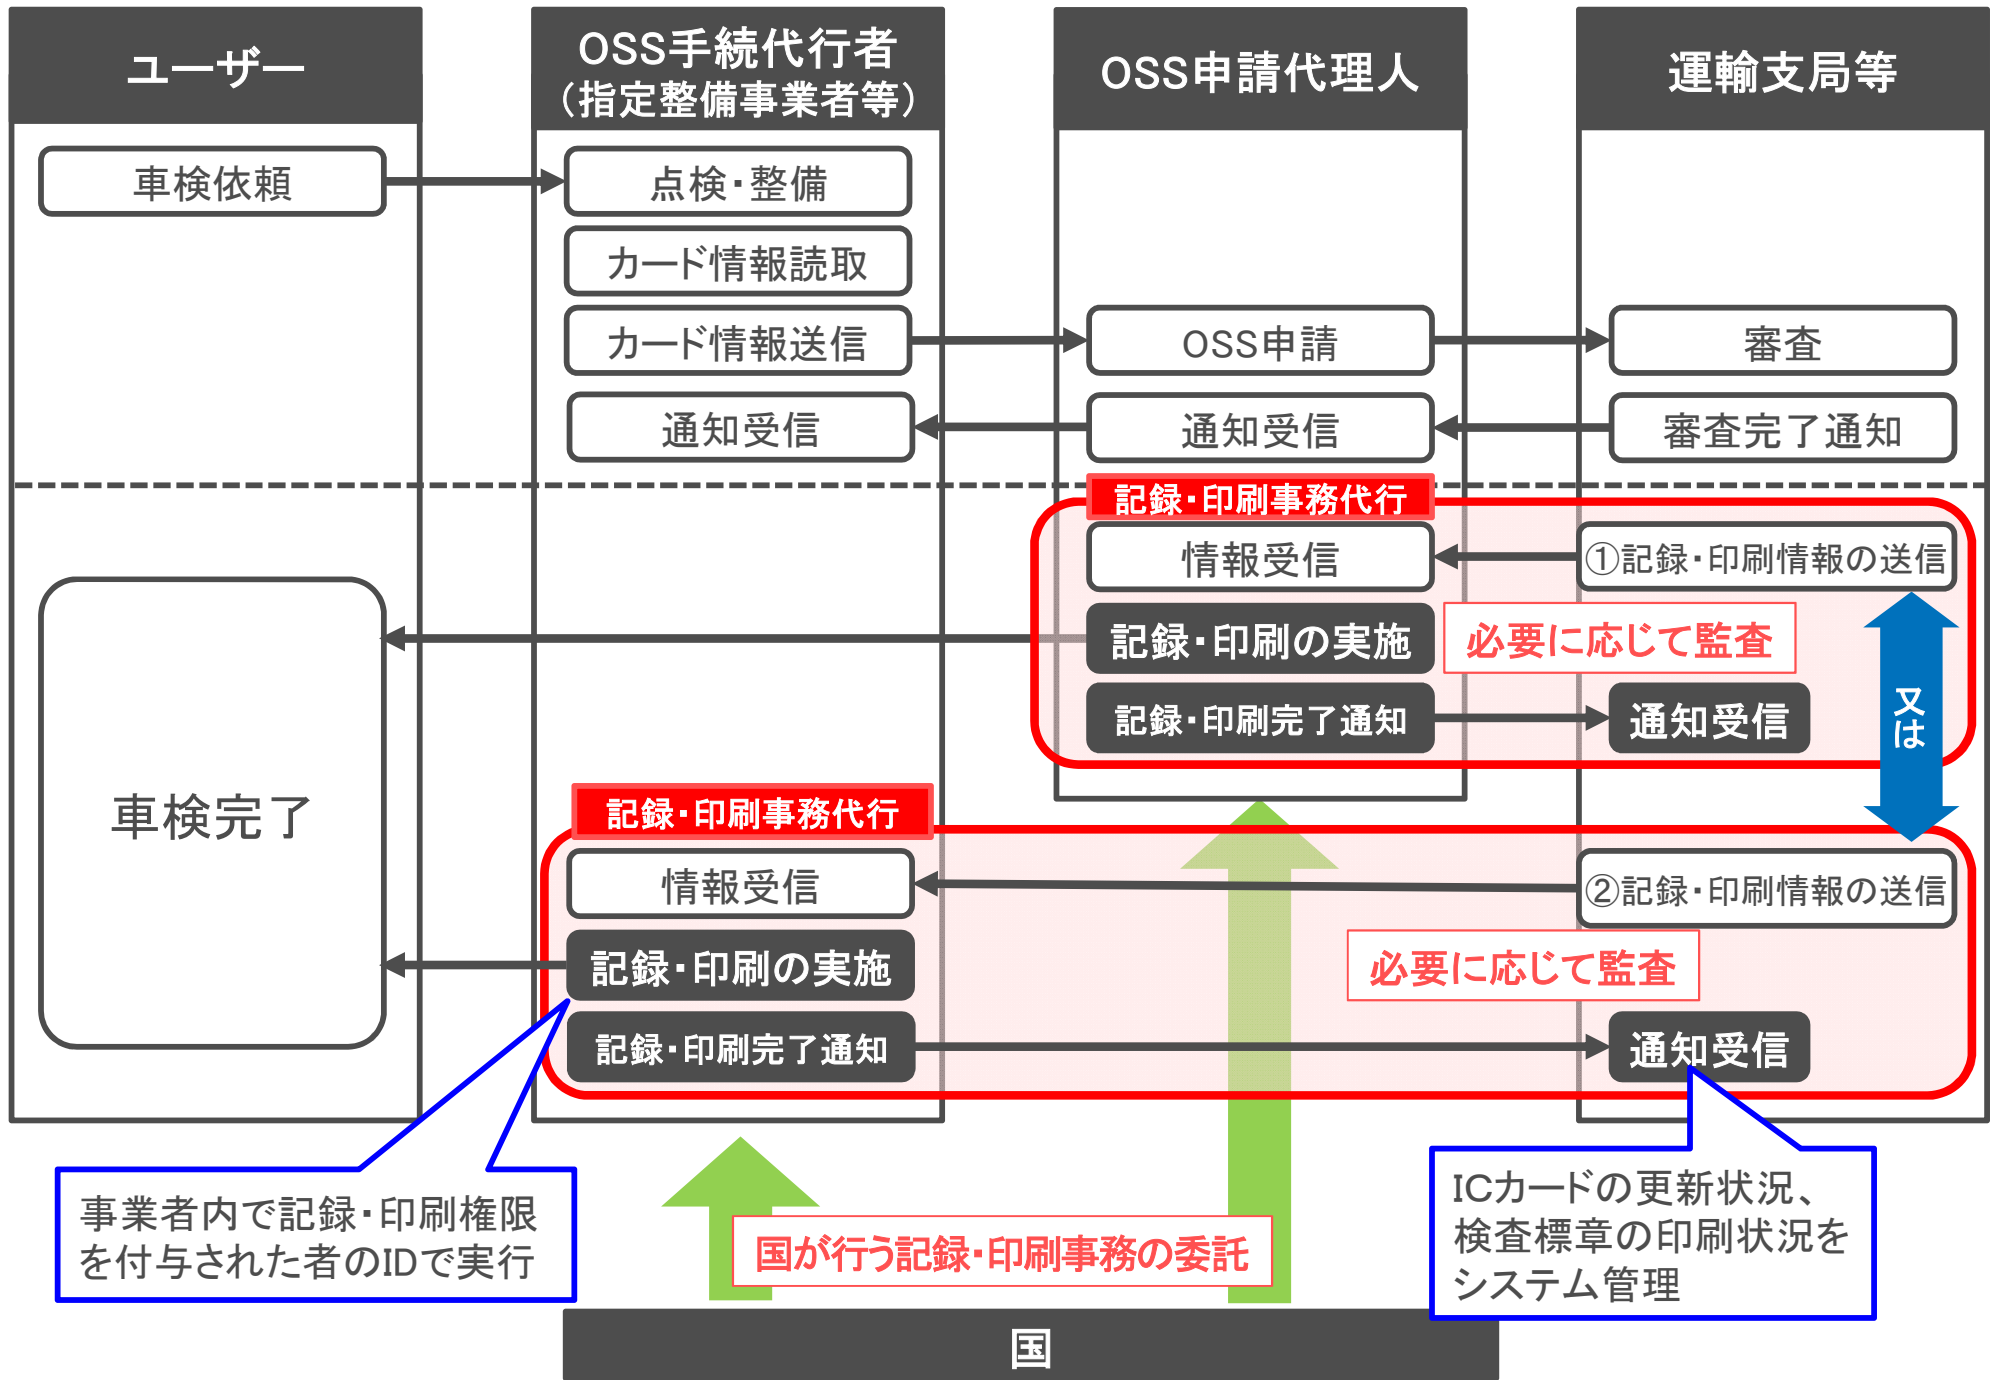 ユーザー
OSS手続代行者
（指定整備事業者等）
OSS申請代理人
運輸支局等
車検依頼
点検・整備
カード情報読取
カード情報送信
OSS申請
審査
通知受信
通知受信
審査完了通知
記録・印刷事務代行
情報受信
①記録・印刷情報の送信
記録・印刷の実施
必要に応じて監査
記録・印刷完了通知
通知受信
又は
車検完了
記録・印刷事務代行
情報受信
②記録・印刷情報の送信
記録・印刷の実施
必要に応じて監査
記録・印刷完了通知
通知受信
事業者内で記録・印刷権限
を付与された者のIDで実行
国が行う記録・印刷事務の委託
ICカードの更新状況、
検査標章の印刷状況を
システム管理
国